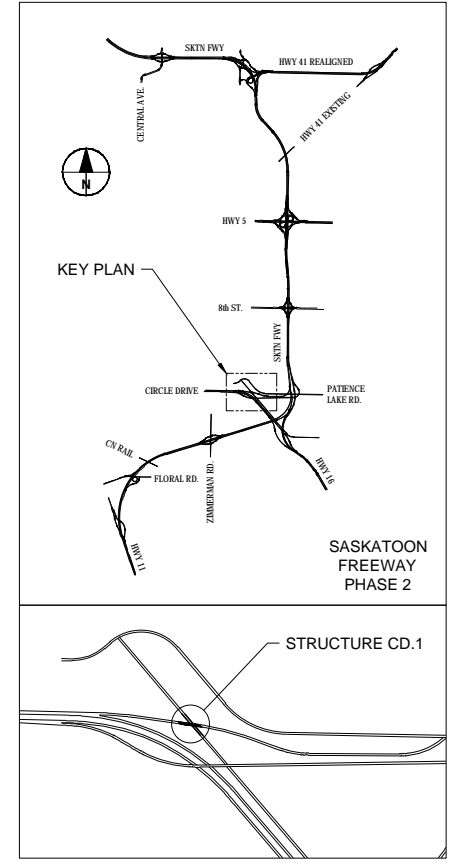 SKTN FWY
HWY 41 REALIGNED
CENTRAL AVE.
HWY 41 EXISTING
N
HWY 5
KEY PLAN
8th ST.
SKTN FWY
CIRCLE DRIVE
PATIENCE
LAKE RD.
CN RAIL
FLORAL RD.
ZIMMERMAN RD.
HWY 16
HWY 11
SASKATOON
FREEWAY
PHASE 2
STRUCTURE CD.1